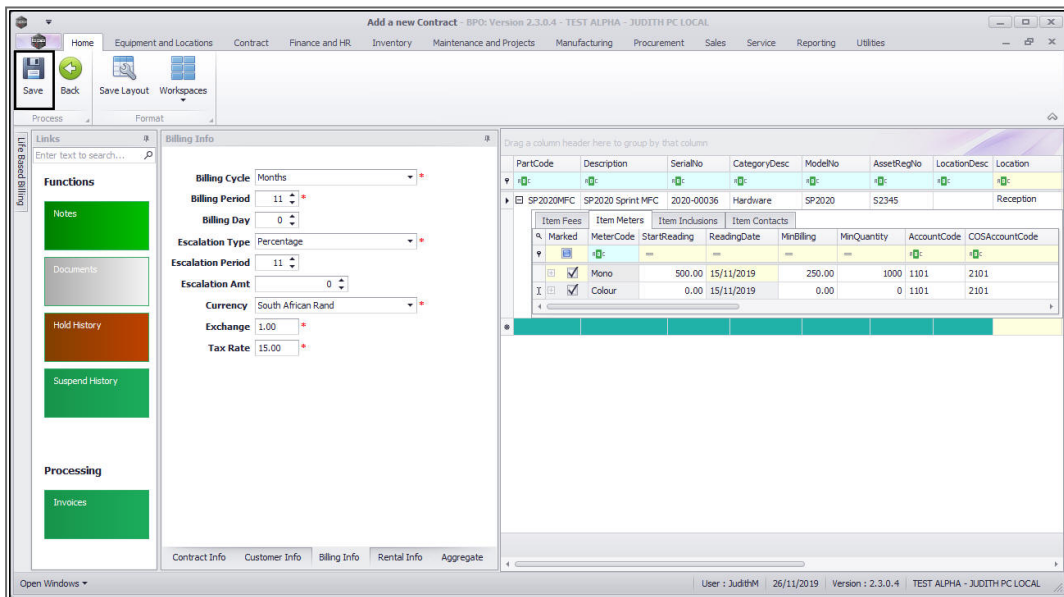 Add a new Contract - BPO: Version 2.3.0.4 - TEST ALPHA - JUDITH PC LOCAL
Home Equipment and Locations Contract Finance and HR Inventory Maintenance and Projects Manufacturing Procurement Sales Service Reporting Utilities
Save Back Save Layout Workspaces
Process Format
Life Based Billing
Links
Enter text to search...
Functions
Notes
Documents
Hold History
Suspend History
Processing
Invoices
Billing Info
Billing Cycle Months *
Billing Period 11 *
Billing Day 0
Escalation Type Percentage *
Escalation Period 11
Escalation Amt 0
Currency South African Rand *
Exchange 1.00 *
Tax Rate 15.00 *
Contract Info Customer Info Billing Info Rental Info Aggregate
Drag a column header here to group by that column
PartCode Description SerialNo CategoryDesc ModelNo AssetRegNo LocationDesc Location
SP2020MFC SP2020 Sprint MFC 2020-00036 Hardware SP2020 S2345 Reception
Item Fees Item Meters Item Inclusions Item Contacts
Marked MeterCode StartReading ReadingDate MinBilling MinQuantity AccountCode COSAccountCode
Mono 500.00 15/11/2019 250.00 1000 1101 2101
Colour 0.00 15/11/2019 0.00 0 1101 2101
Open Windows User : JudithM 26/11/2019 Version : 2.3.0.4 TEST ALPHA - JUDITH PC LOCAL